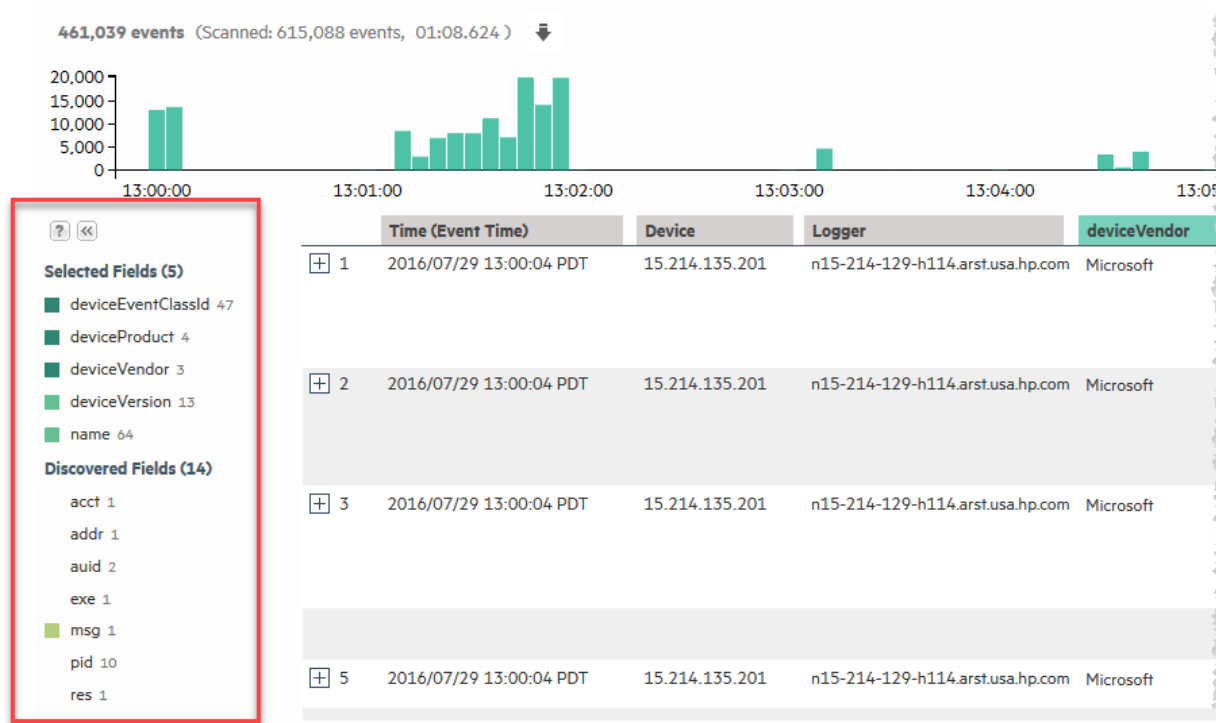 461,039 events (Scanned: 615,088 events, 01:08.624 )
20,000
15,000
10,000
5,000
0
13:00:00 13:01:00 13:02:00 13:03:00 13:04:00 13:05
? «
Selected Fields (5)
deviceEventClassId 47
deviceProduct 4
deviceVendor 3
deviceVersion 13
name 64
Discovered Fields (14)
acct 1
addr 1
auid 2
exe 1
msg 1
pid 10
res 1
Time (Event Time) Device Logger deviceVendor
1 2016/07/29 13:00:04 PDT 15.214.135.201 n15-214-129-h114.arst.usa.hp.com Microsoft
2 2016/07/29 13:00:04 PDT 15.214.135.201 n15-214-129-h114.arst.usa.hp.com Microsoft
3 2016/07/29 13:00:04 PDT 15.214.135.201 n15-214-129-h114.arst.usa.hp.com Microsoft
5 2016/07/29 13:00:04 PDT 15.214.135.201 n15-214-129-h114.arst.usa.hp.com Microsoft